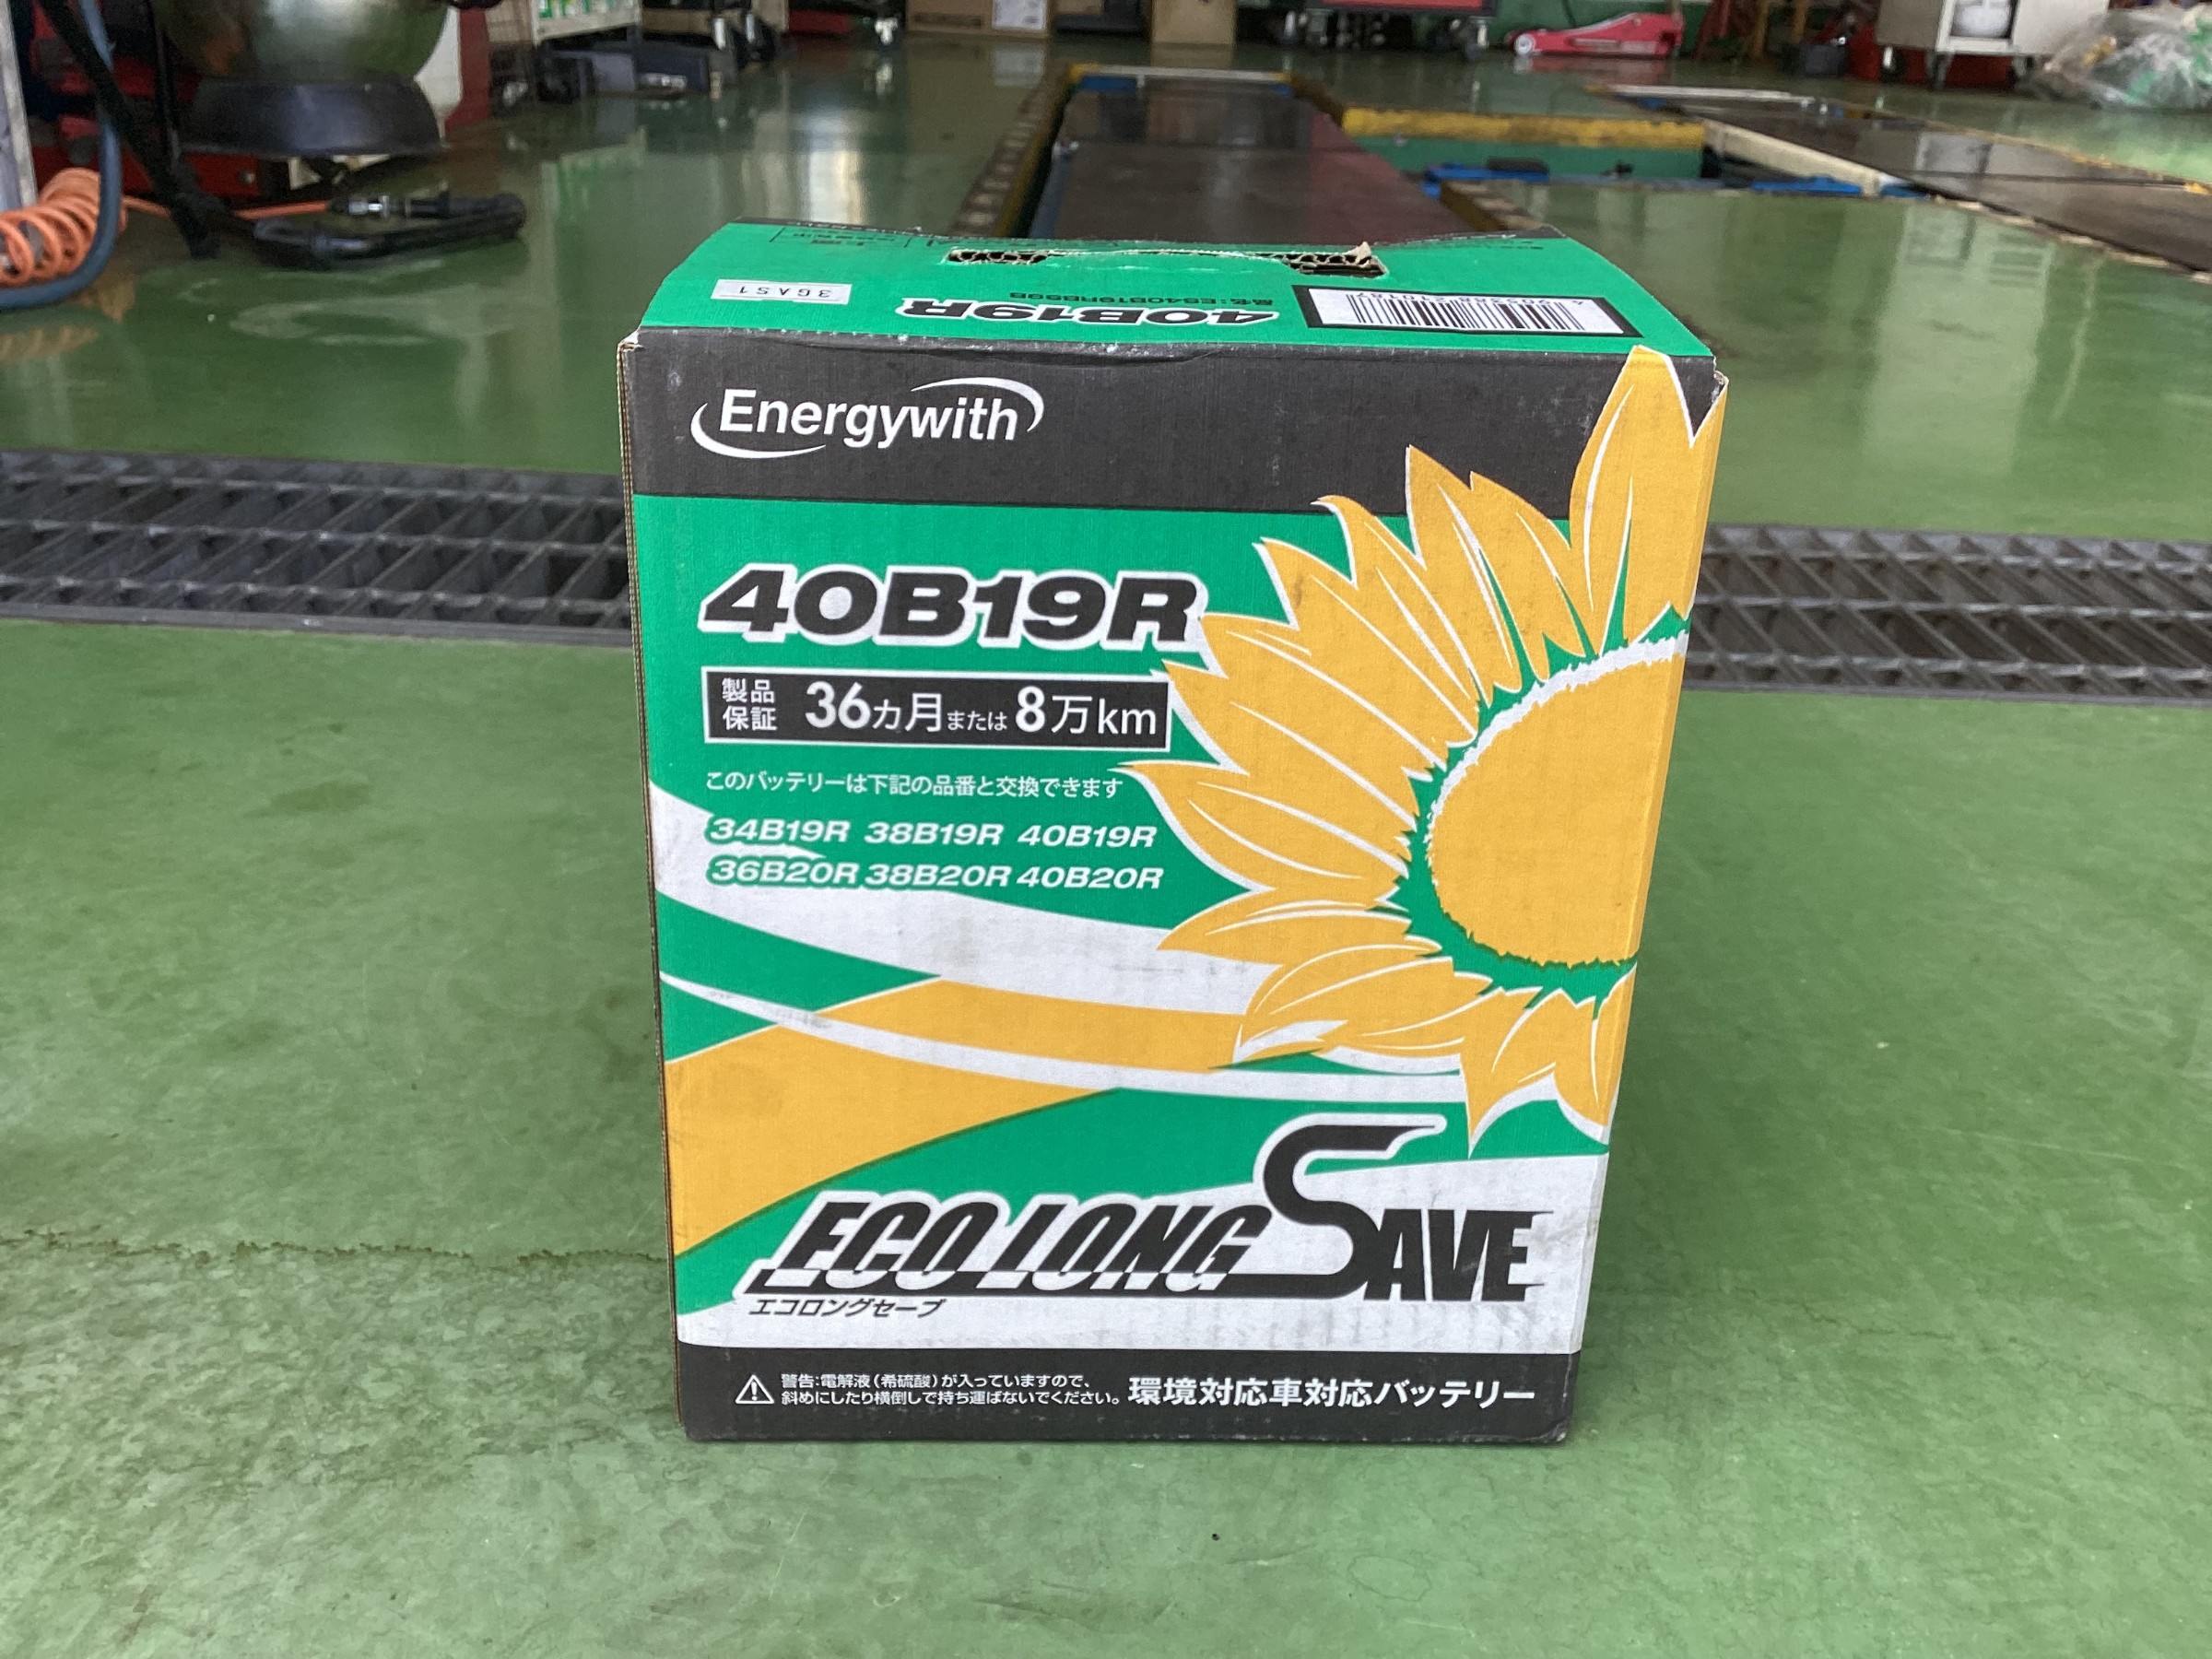 3GAS1
40B19R
Energywith
40B19R
製品保証 36カ月または8万km
このバッテリーは下記の品番と交換できます
34B19R 38B19R 40B19R
36B20R 38B20R 40B20R
ECO LONG SAVE
エコロングセーブ
警告:電解液(希硫酸)が入っていますので、
斜めにしたり横倒しで持ち運ばないでください。
環境対応車対応バッテリー